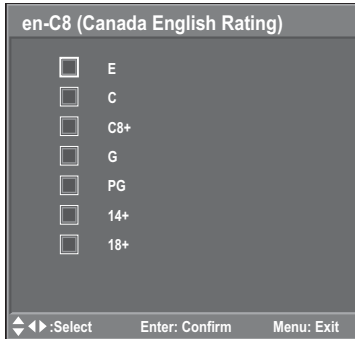 en-C8 (Canada English Rating)
E
C
C8+
G
PG
14+
18+
:Select Enter: Confirm Menu: Exit